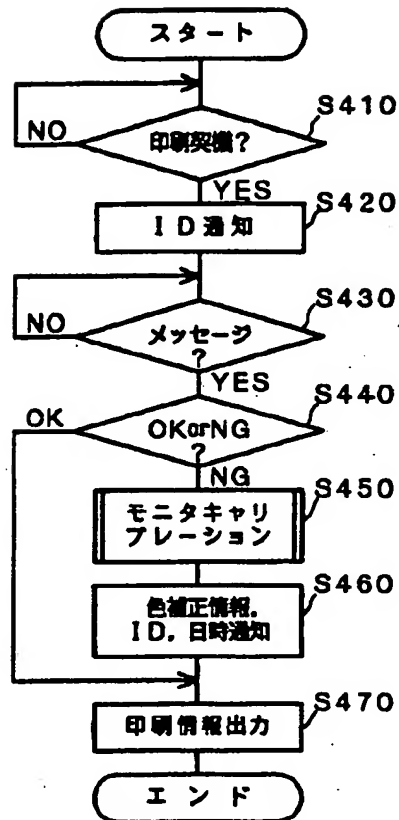 スタート
S410
印刷契機?
NO
YES
S420
ID通知
S430
メッセージ
?
NO
YES
S440
OKorNG
?
OK
NG
S450
モニタキャリ
ブレーション
S460
色補正情報,
ID, 日時通知
S470
印刷情報出力
エンド